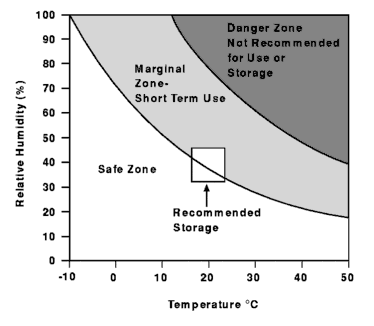 100
90
80
70
60
50
40
30
20
10
0
Relative Humidity (%)
Danger Zone
Not Recommended
for Use or
Storage
Marginal
Zone-
Short Term Use
Safe Zone
Recommended
Storage
-10 0 10 20 30 40 50
Temperature °C